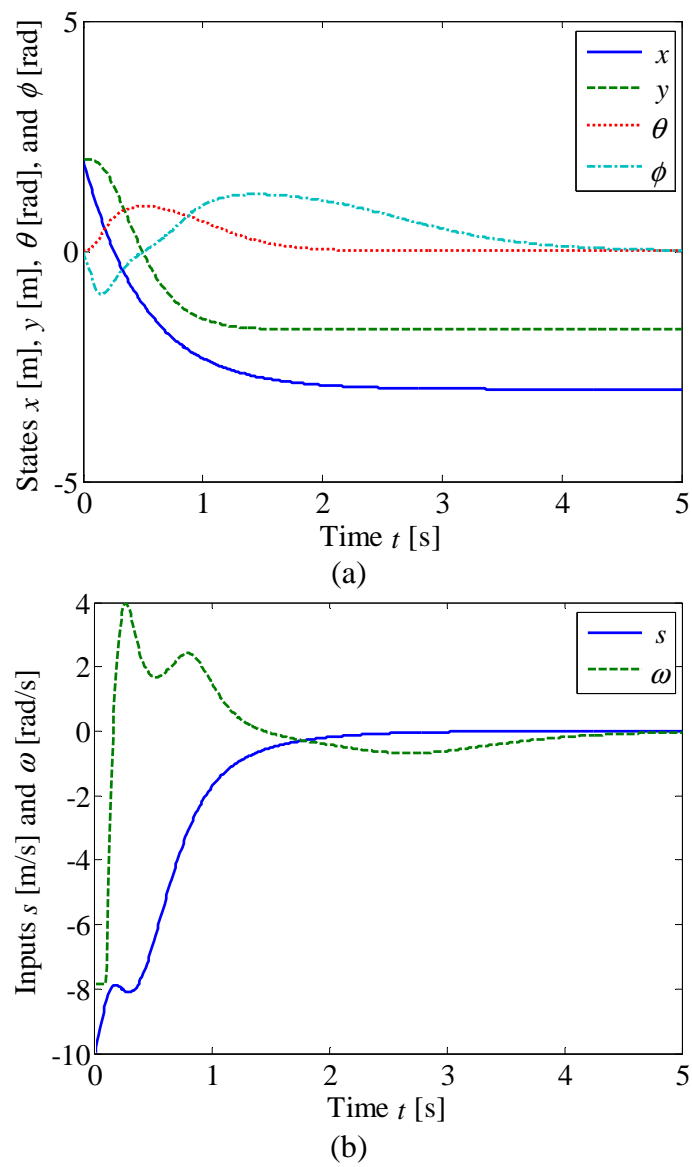 States x [m], y [m], θ [rad], and ϕ [rad]
5
0
-5
x
y
θ
ϕ
0 1 2 3 4 5
Time t [s]
(a)
Inputs s [m/s] and ω [rad/s]
4
2
0
-2
-4
-6
-8
-10
s
ω
0 1 2 3 4 5
Time t [s]
(b)